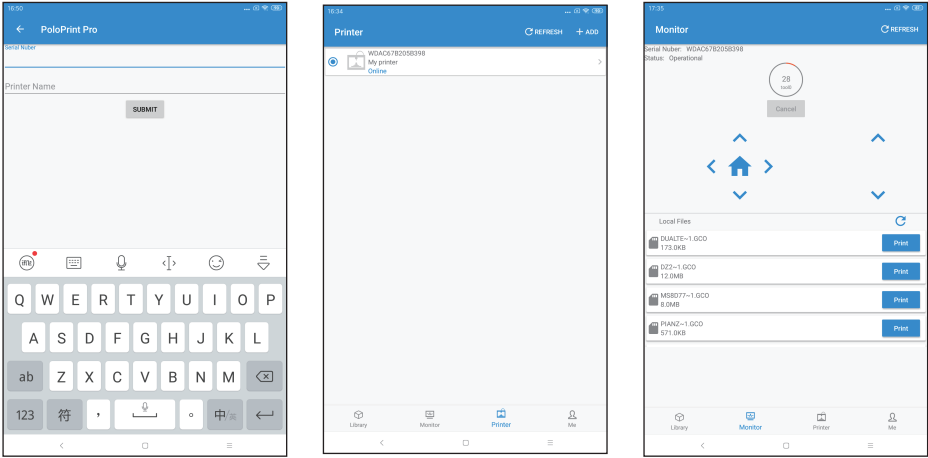 16:50
PoloPrint Pro
Serial Nuber
Printer Name
SUBMIT
Q W E R T Y U I O P
A S D F G H J K L
ab Z X C V B N M
123 符 , 。 中/英
16:34
Printer
REFRESH
+ ADD
WDAC67B205B398
My printer
Online
Library
Monitor
Printer
Me
17:35
Monitor
REFRESH
Serial Nuber: WDAC67B205B398
Status: Operational
28
tool0
Cancel
Local Files
DUALTE~1.GCO
173.0KB
Print
DZ2~1.GCO
12.0MB
Print
MS8D77~1.GCO
8.0MB
Print
PIANZ~1.GCO
571.0KB
Print
Library
Monitor
Printer
Me